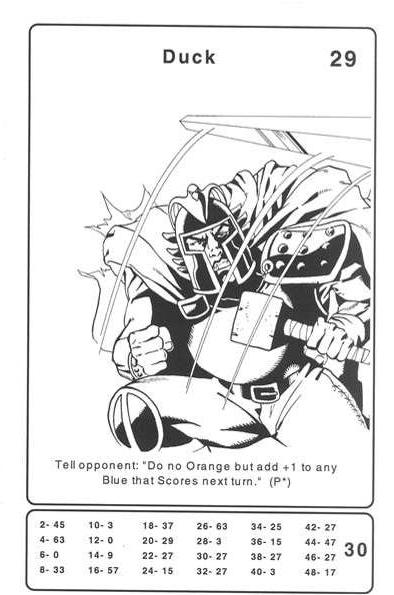 Duck 29
Tell opponent: "Do no Orange but add +1 to any
Blue that Scores next turn." (P*)
2- 45 10- 3 18- 37 26- 63 34- 25 42- 27
4- 63 12- 0 20- 29 28- 3 36- 15 44- 47
6- 0 14- 9 22- 27 30- 27 38- 27 46- 27
8- 33 16- 57 24- 15 32- 27 40- 3 48- 17
30